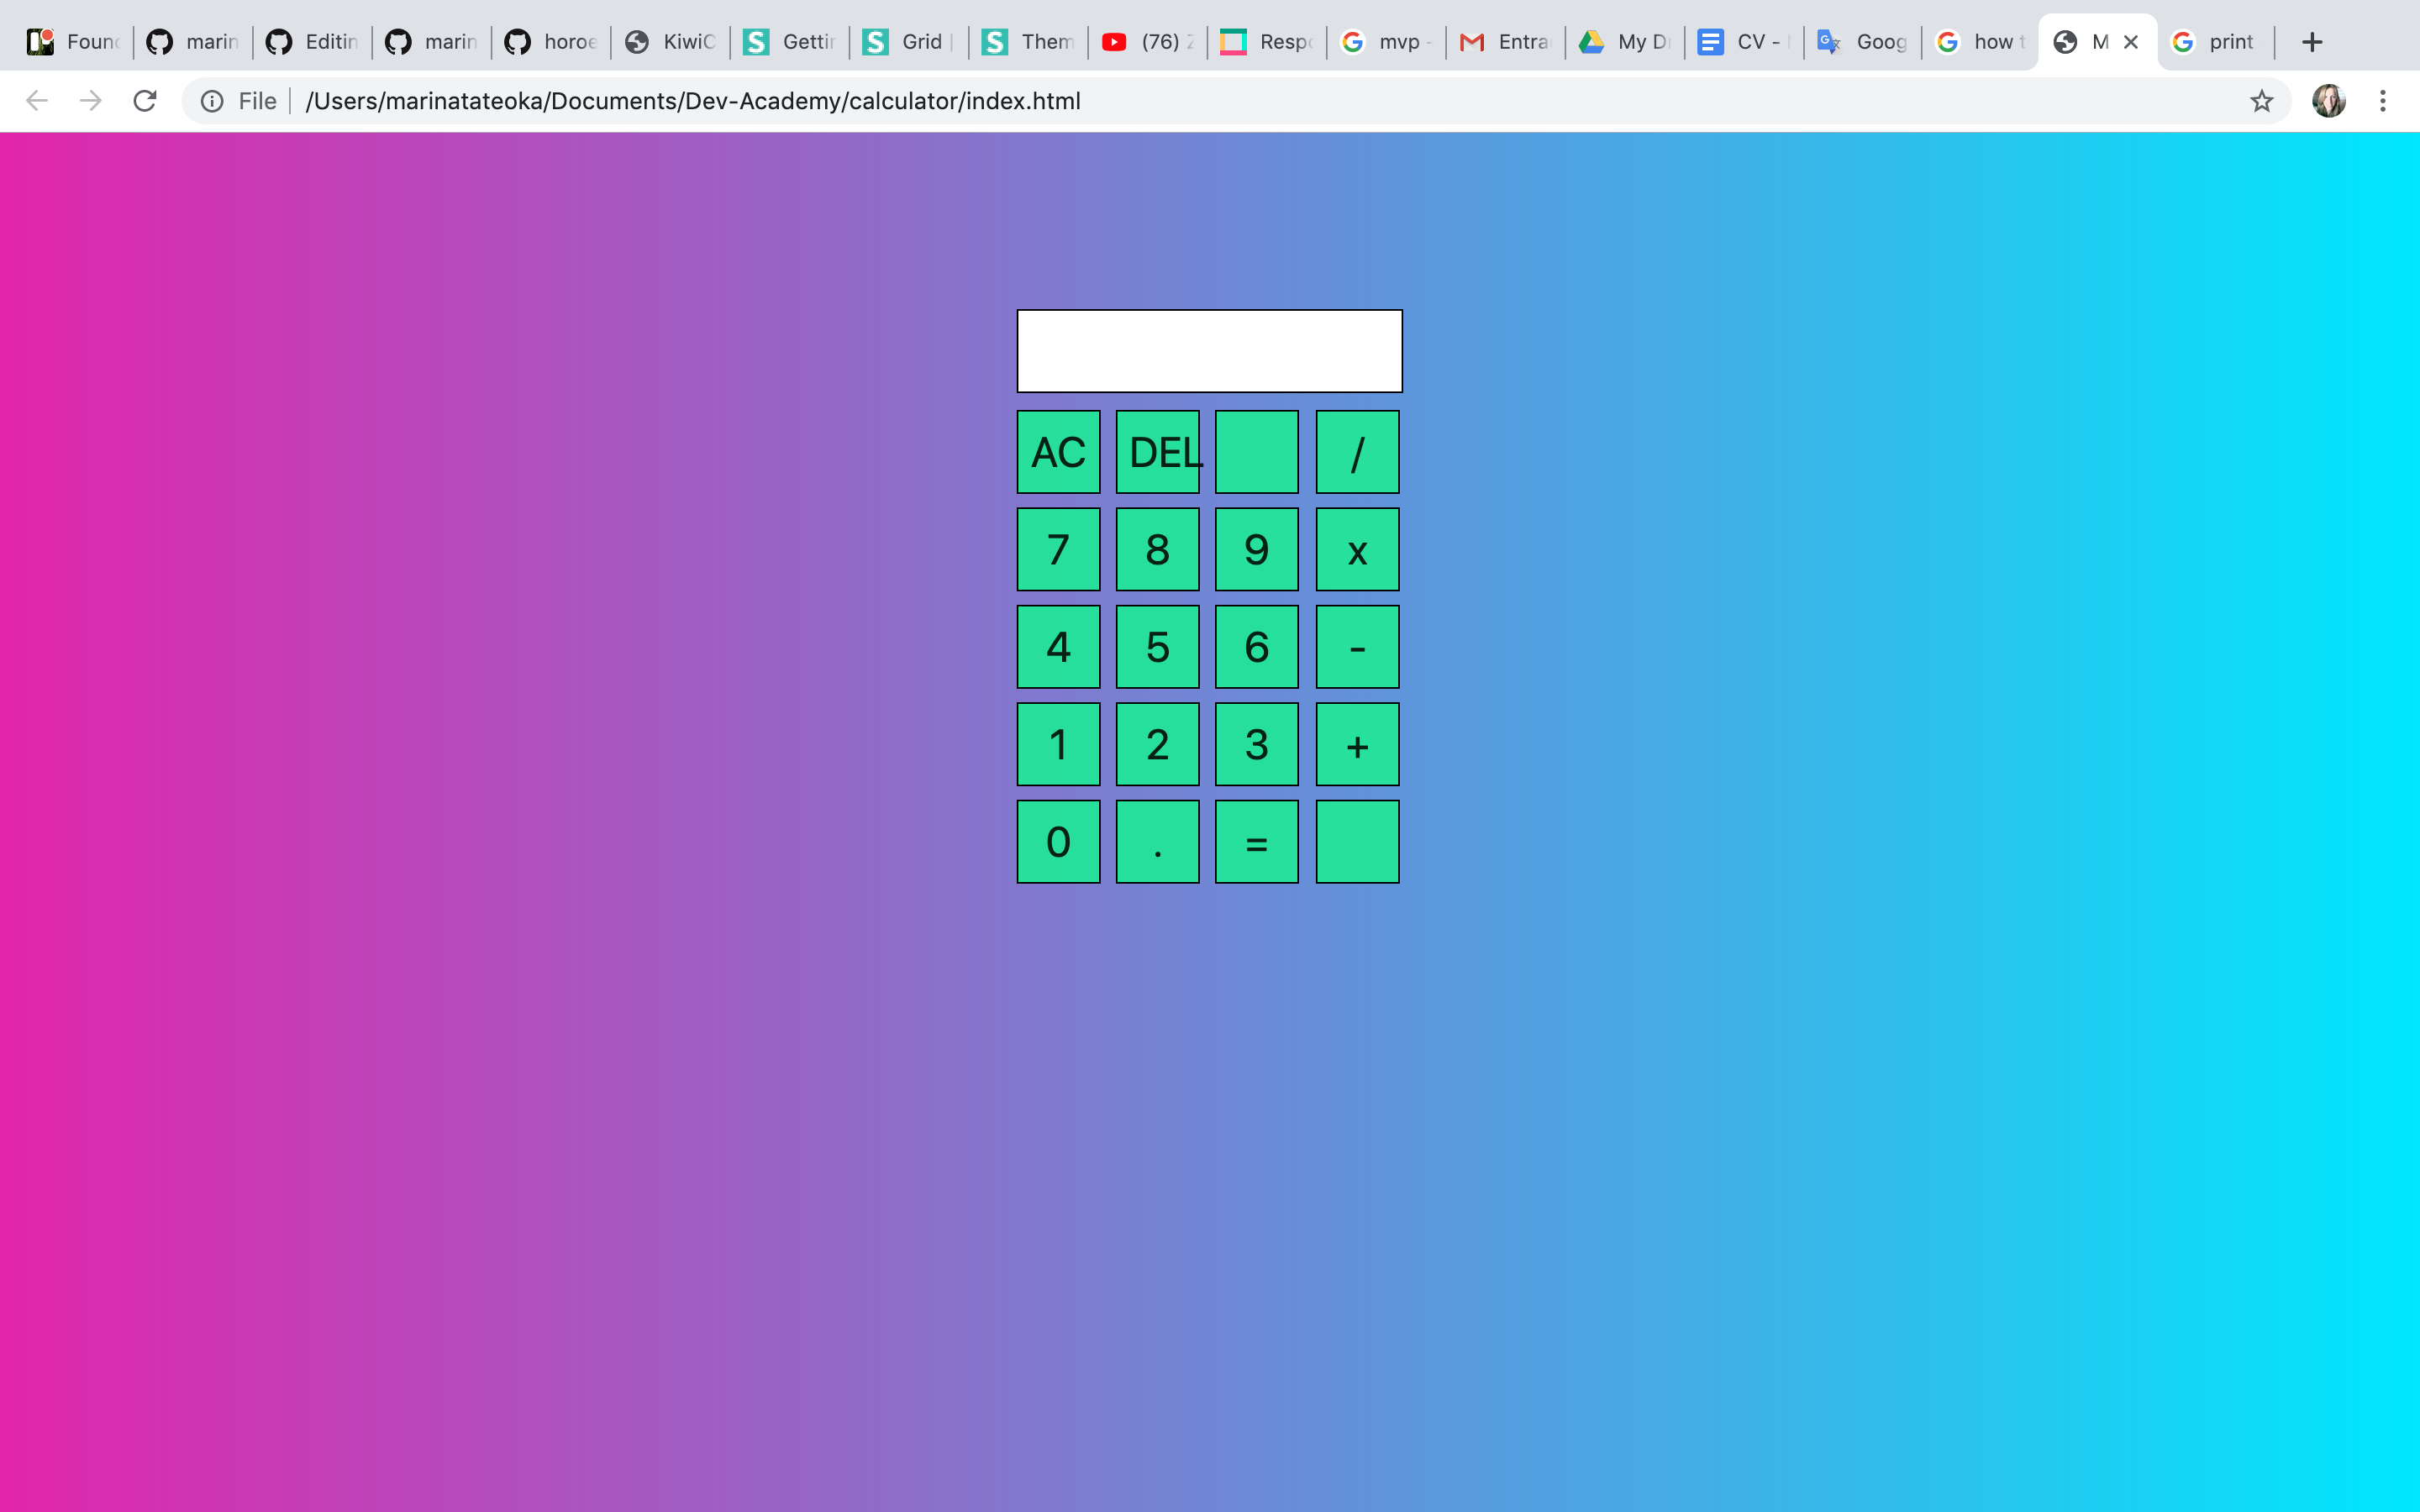 Foun marin Editin marin horoe KiwiC Gettin Grid Them (76) Resp mvp - Entra My D CV - Goog how t M print
File /Users/marinatateoka/Documents/Dev-Academy/calculator/index.html
AC DEL /
7 8 9 x
4 5 6 -
1 2 3 +
0 . =